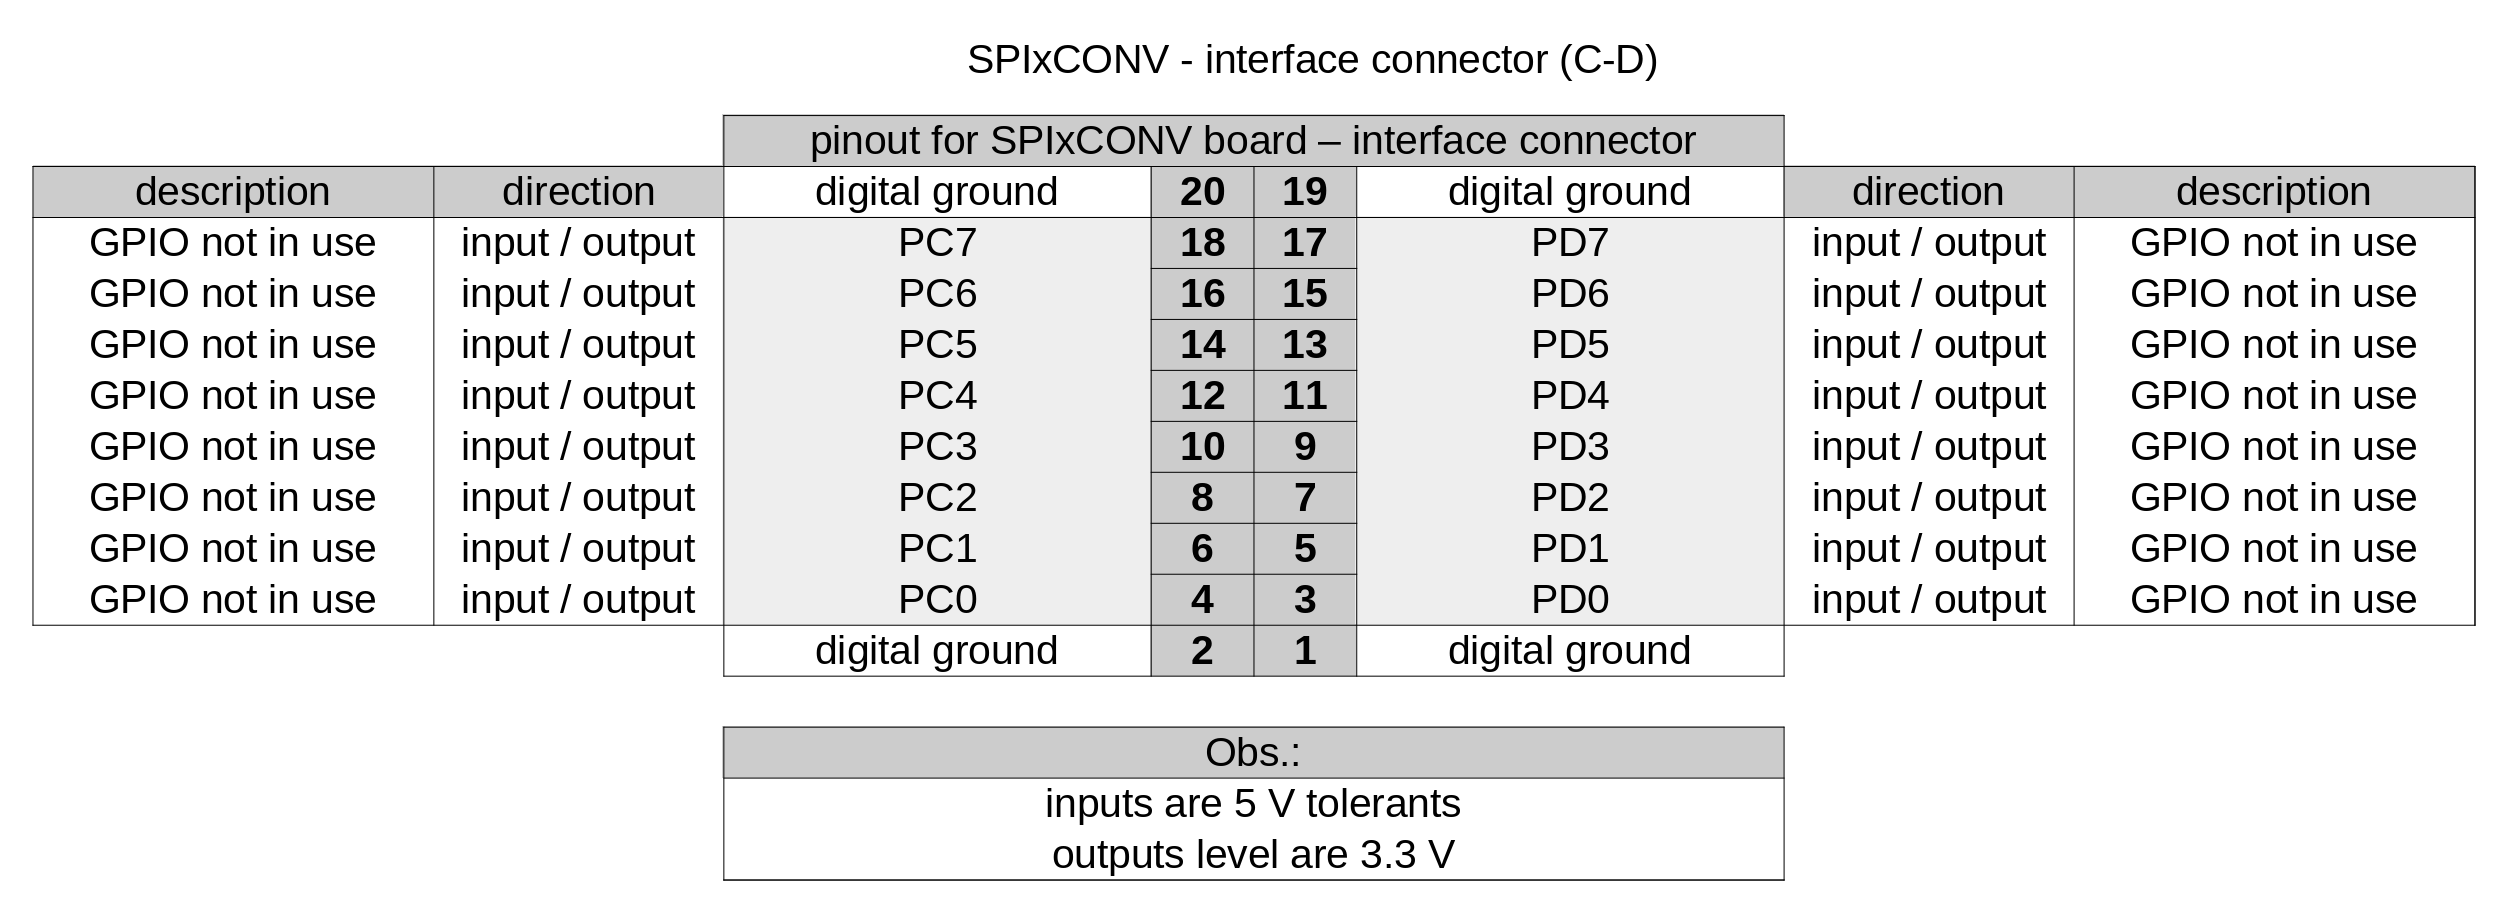 SPIxCONV - interface connector (C-D)
pinout for SPIxCONV board – interface connector
description direction digital ground 20 19 digital ground direction description
GPIO not in use input / output PC7 18 17 PD7 input / output GPIO not in use
GPIO not in use input / output PC6 16 15 PD6 input / output GPIO not in use
GPIO not in use input / output PC5 14 13 PD5 input / output GPIO not in use
GPIO not in use input / output PC4 12 11 PD4 input / output GPIO not in use
GPIO not in use input / output PC3 10 9 PD3 input / output GPIO not in use
GPIO not in use input / output PC2 8 7 PD2 input / output GPIO not in use
GPIO not in use input / output PC1 6 5 PD1 input / output GPIO not in use
GPIO not in use input / output PC0 4 3 PD0 input / output GPIO not in use
digital ground 2 1 digital ground
Obs.:
inputs are 5 V tolerants
outputs level are 3.3 V